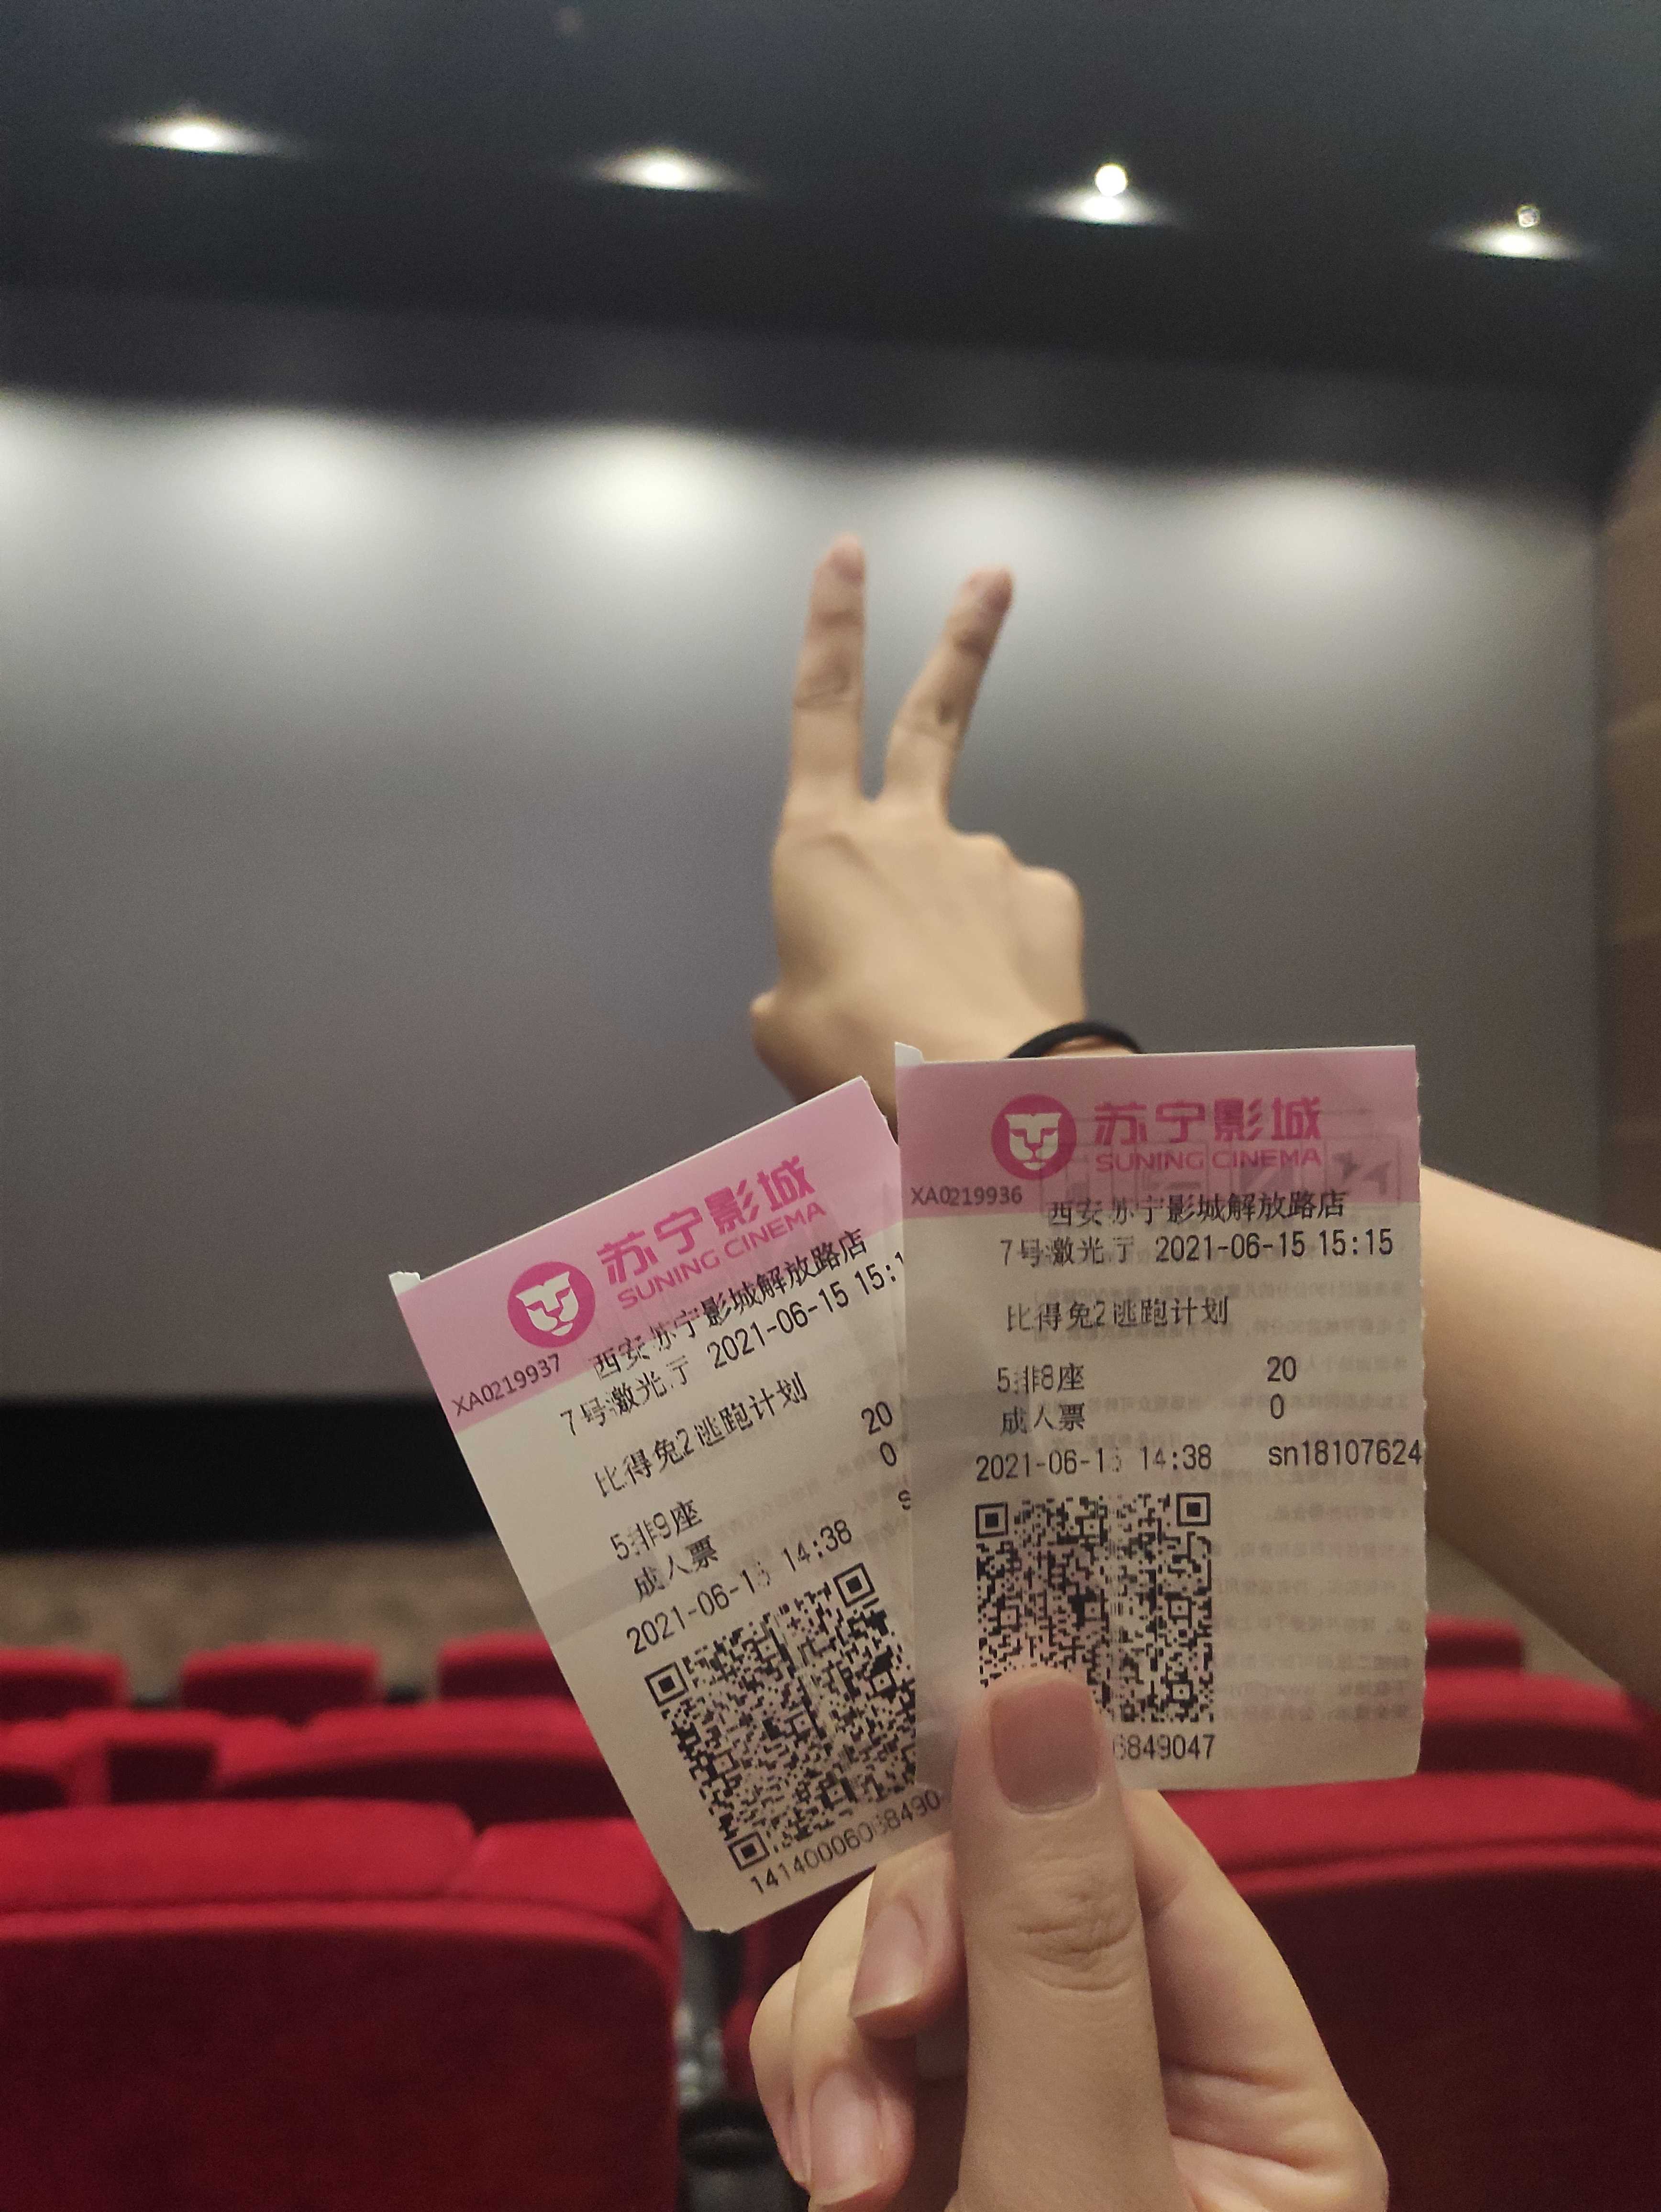 苏宁影城
SUNING CINEMA
XA0219937
西安苏宁影城解放路店
7号激光厅 2021-06-15 15:1
比得兔2逃跑计划
5排9座 20
成人票 0
2021-06-15 14:38 s
14140006068490
苏宁影城
SUNING CINEMA
XA0219936
西安苏宁影城解放路店
7号激光厅 2021-06-15 15:15
比得兔2逃跑计划
5排8座 20
成人票 0
2021-06-15 14:38 sn18107624
6849047